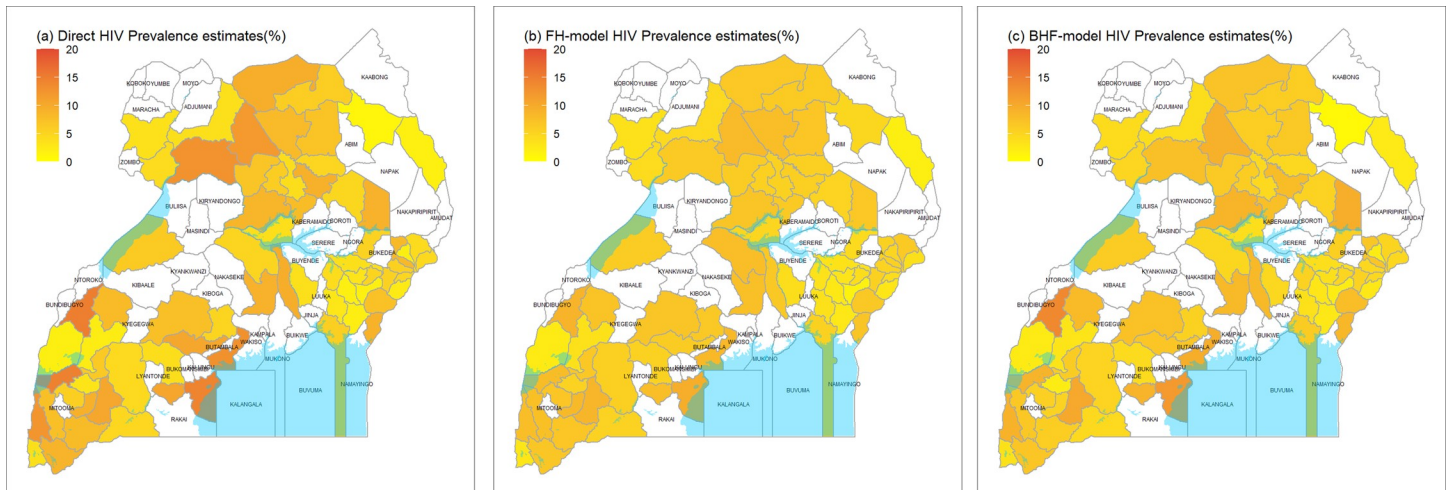 (a) Direct HIV Prevalence estimates(%)
20
15
10
5
0
KAABONG
KOBOKO
YUMBE
MOYO
MARACHA
ADJUMANI
ABIM
ZOMBO
NAPAK
BULIISA
KIRYANDONGO
NAKAPIRIPIRIT
AMUDAT
MASINDI
KABERAMAIDO
SOROTI
SERERE
NGORA
BUKEDEA
NTOROKO
KYANKWANZI
NAKASEKE
BUYENDE
KIBAALE
KIBOGA
LUUKA
BUNDIBUGYO
KYEGEGWA
JINJA
KAMPALA
BUIKWE
BUTAMBALA
WAKISO
MUKONO
LYANTONDE
MITOOMA
KALANGALA
BUVUMA
NAMAYINGO
RAKAI
(b) FH-model HIV Prevalence estimates(%)
20
15
10
5
0
KAABONG
KOBOKO
YUMBE
MOYO
MARACHA
ADJUMANI
ABIM
ZOMBO
NAPAK
BULIISA
KIRYANDONGO
NAKAPIRIPIRIT
AMUDAT
MASINDI
KABERAMAIDO
SOROTI
SERERE
NGORA
BUKEDEA
NTOROKO
KYANKWANZI
NAKASEKE
BUYENDE
KIBAALE
KIBOGA
LUUKA
BUNDIBUGYO
KYEGEGWA
JINJA
KAMPALA
BUIKWE
BUTAMBALA
WAKISO
MUKONO
LYANTONDE
MITOOMA
KALANGALA
BUVUMA
NAMAYINGO
RAKAI
(c) BHF-model HIV Prevalence estimates(%)
20
15
10
5
0
KAABONG
KOBOKO
YUMBE
MOYO
MARACHA
ADJUMANI
ABIM
ZOMBO
NAPAK
BULIISA
KIRYANDONGO
NAKAPIRIPIRIT
AMUDAT
MASINDI
KABERAMAIDO
SOROTI
SERERE
NGORA
BUKEDEA
NTOROKO
KYANKWANZI
NAKASEKE
BUYENDE
KIBAALE
KIBOGA
LUUKA
BUNDIBUGYO
KYEGEGWA
JINJA
KAMPALA
BUIKWE
BUTAMBALA
WAKISO
MUKONO
LYANTONDE
MITOOMA
KALANGALA
BUVUMA
NAMAYINGO
RAKAI